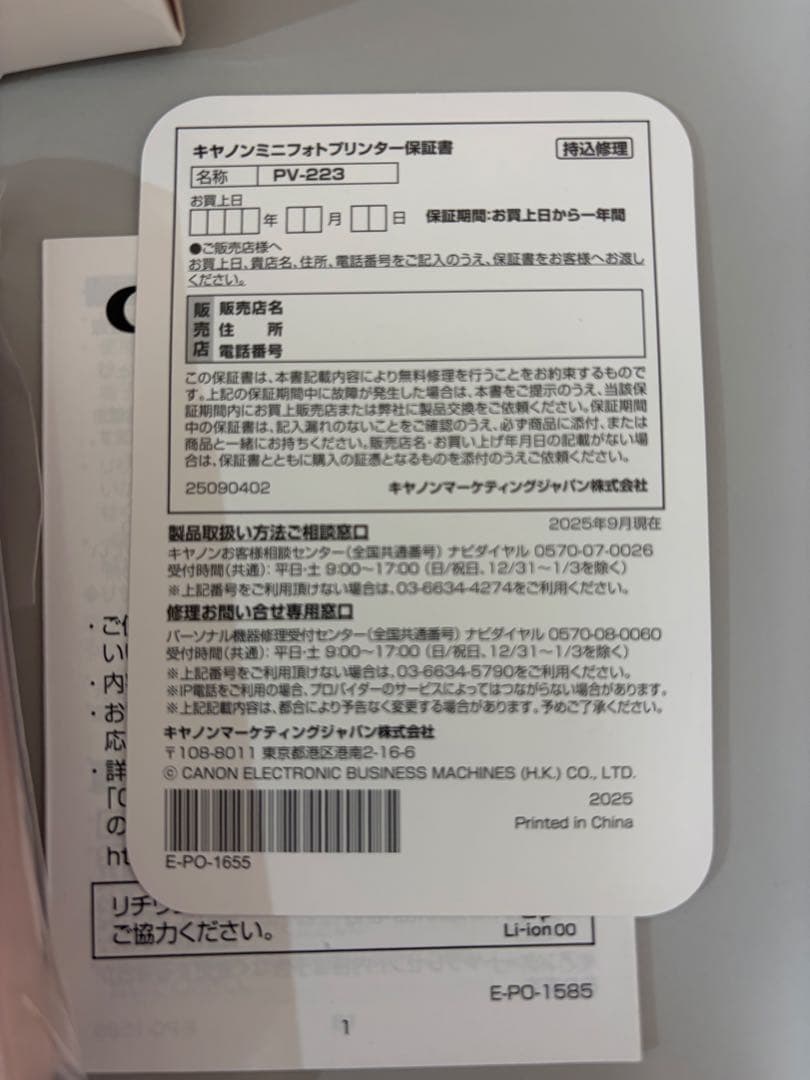 キヤノンミニフォトプリンター保証書 持込修理
名称 PV-223
お買上日
年 月 日 保証期間:お買上日から一年間
●ご販売店様へ
お買上日、貴店名、住所、電話番号をご記入のうえ、保証書をお客様へお渡し
ください。
販売店
販売店名
住 所
電話番号
この保証書は、本書記載内容により無料修理を行うことをお約束するもので
す。上記の保証期間中に故障が発生した場合は、本書をご提示のうえ、当該保
証期間内にお買上販売店または弊社に製品交換をご依頼ください。保証期間
中の保証書は、記入漏れのないことをご確認のうえ、必ず商品に添付、または
商品と一緒にお持ちください。販売店名・お買い上げ年月日の記載がない場
合は、保証書とともに購入の証憑となるものを添付のうえご依頼ください。
25090402 キヤノンマーケティングジャパン株式会社
2025年9月現在
製品取扱い方法ご相談窓口
キヤノンお客様相談センター(全国共通番号) ナビダイヤル 0570-07-0026
受付時間(共通): 平日・土 9:00〜17:00 (日/祝日、12/31〜1/3を除く)
※上記番号をご利用頂けない場合は、03-6634-4274をご利用ください。
修理お問い合せ専用窓口
パーソナル機器修理受付センター(全国共通番号) ナビダイヤル 0570-08-0060
受付時間(共通): 平日・土 9:00〜17:00 (日/祝日、12/31〜1/3を除く)
※上記番号をご利用頂けない場合は、03-6634-5790をご利用ください。
※IP電話をご利用の場合、プロバイダーのサービスによってはつながらない場合があります。
※上記記載内容は、都合により予告なく変更する場合があります。予めご了承ください。
キヤノンマーケティングジャパン株式会社
〒108-8011 東京都港区港南2-16-6
© CANON ELECTRONIC BUSINESS MACHINES (H.K.) CO., LTD.
2025
Printed in China
E-PO-1655
・ご
い
・内
・お
応
・詳
「C
の
ht
リチ
ご協力ください。
Li-ion 00
E-PO-1585
1